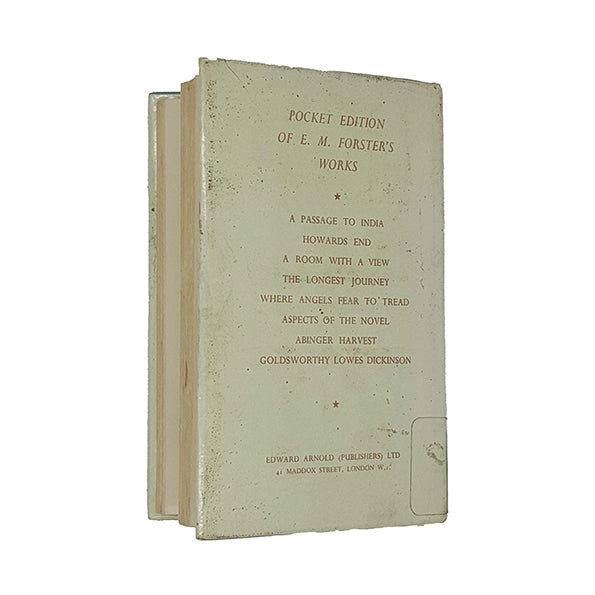 POCKET EDITION
OF E. M. FORSTER'S
WORKS
★
A PASSAGE TO INDIA
HOWARDS END
A ROOM WITH A VIEW
THE LONGEST JOURNEY
WHERE ANGELS FEAR TO TREAD
ASPECTS OF THE NOVEL
ABINGER HARVEST
GOLDSWORTHY LOWES DICKINSON
★
EDWARD ARNOLD (PUBLISHERS) LTD
41 MADDOX STREET, LONDON W.1.